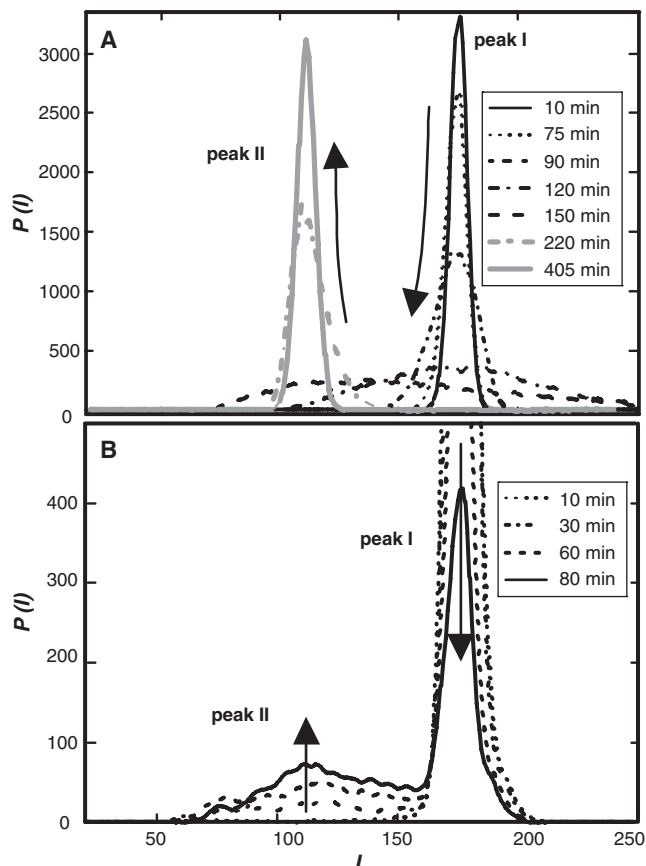 A
peak I
3000
2500
2000
1500
1000
500
0
P (I)
peak II
10 min
75 min
90 min
120 min
150 min
220 min
405 min
B
400
300
200
100
0
P (I)
peak I
peak II
10 min
30 min
60 min
80 min
50
100
150
200
250
I